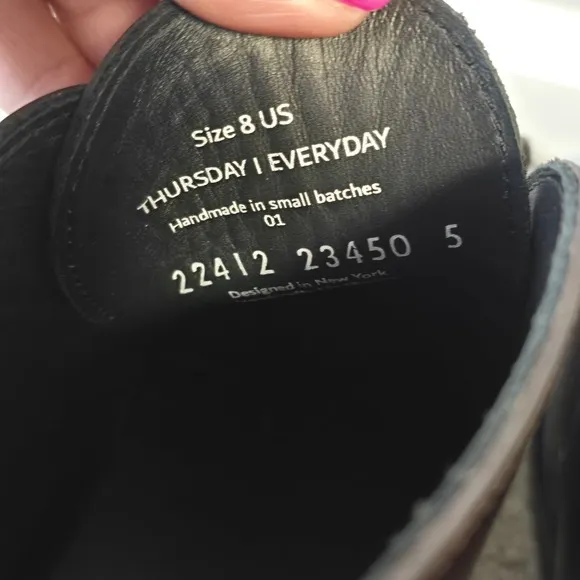 Size 8 US
THURSDAY | EVERYDAY
Handmade in small batches
01
22412 23450 5
Designed in New York